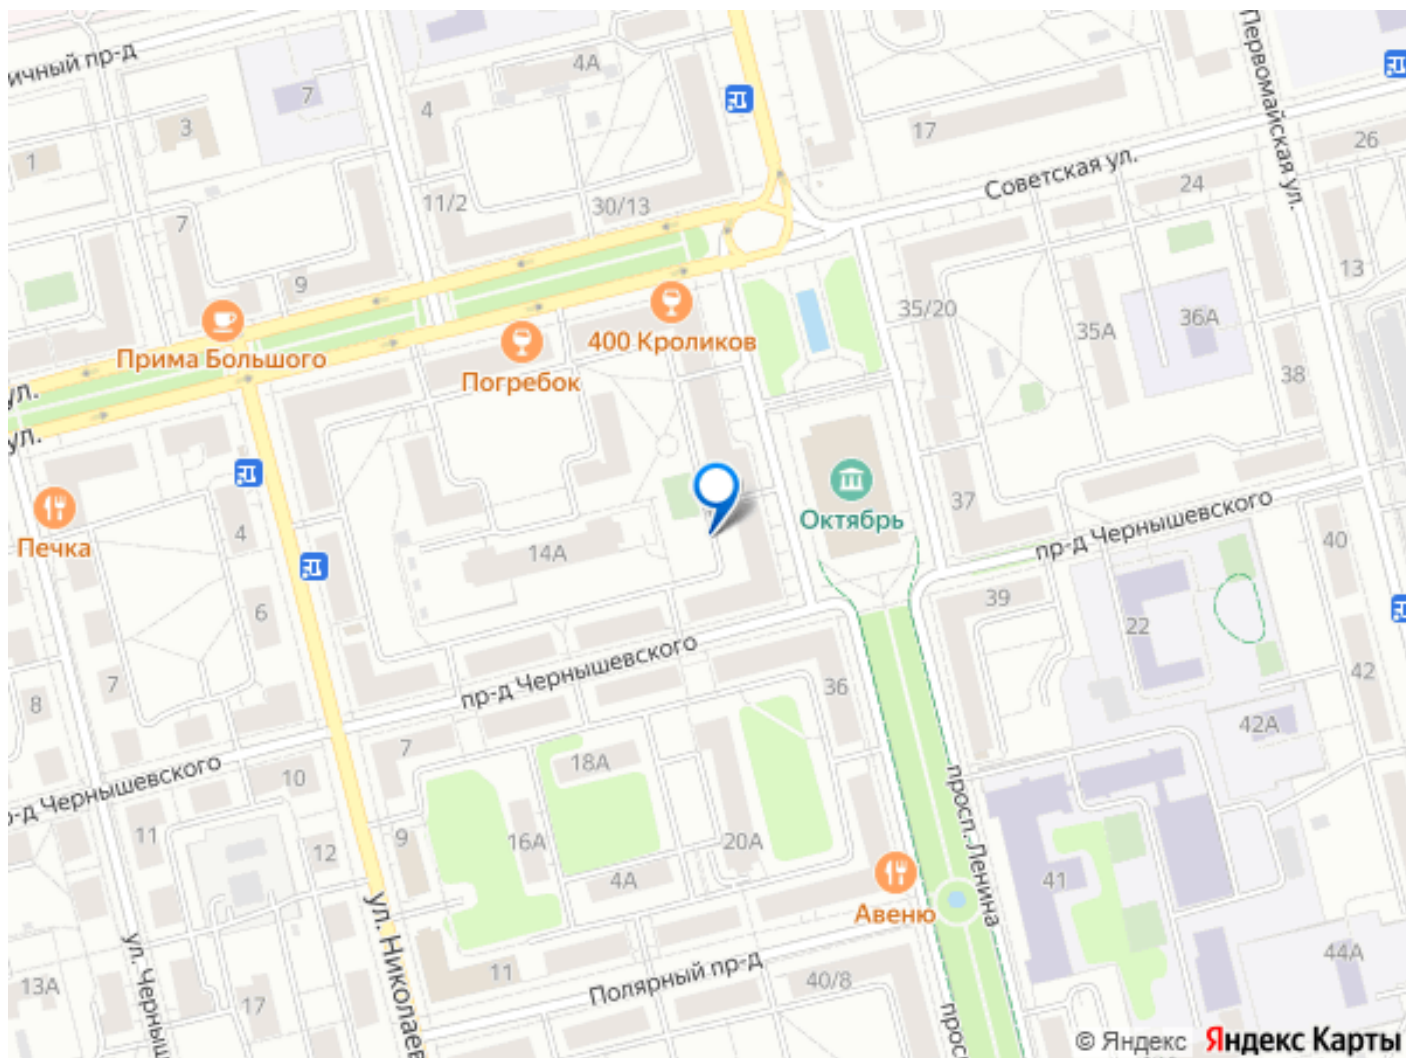 ичный пр-д
7
4А
3
4
1
17
26
Первомайская ул.
Советская ул.
24
11/2
30/13
7
9
13
35/20
35А
36А
Прима Большого
400 Кроликов
Погребок
38
ул.
ул.
Печка
4
14А
Октябрь
37
пр-д Чернышевского
40
6
39
22
7
8
пр-д Чернышевского
36
42
42А
7
18А
р-д Чернышевского
10
11
12
9
16А
20А
4А
просп. Ленина
41
Авеню
ул. Николаев
ул. Черныш
11
Полярный пр-д
40/8
44А
13А
17
прос
© Яндекс Яндекс Карты